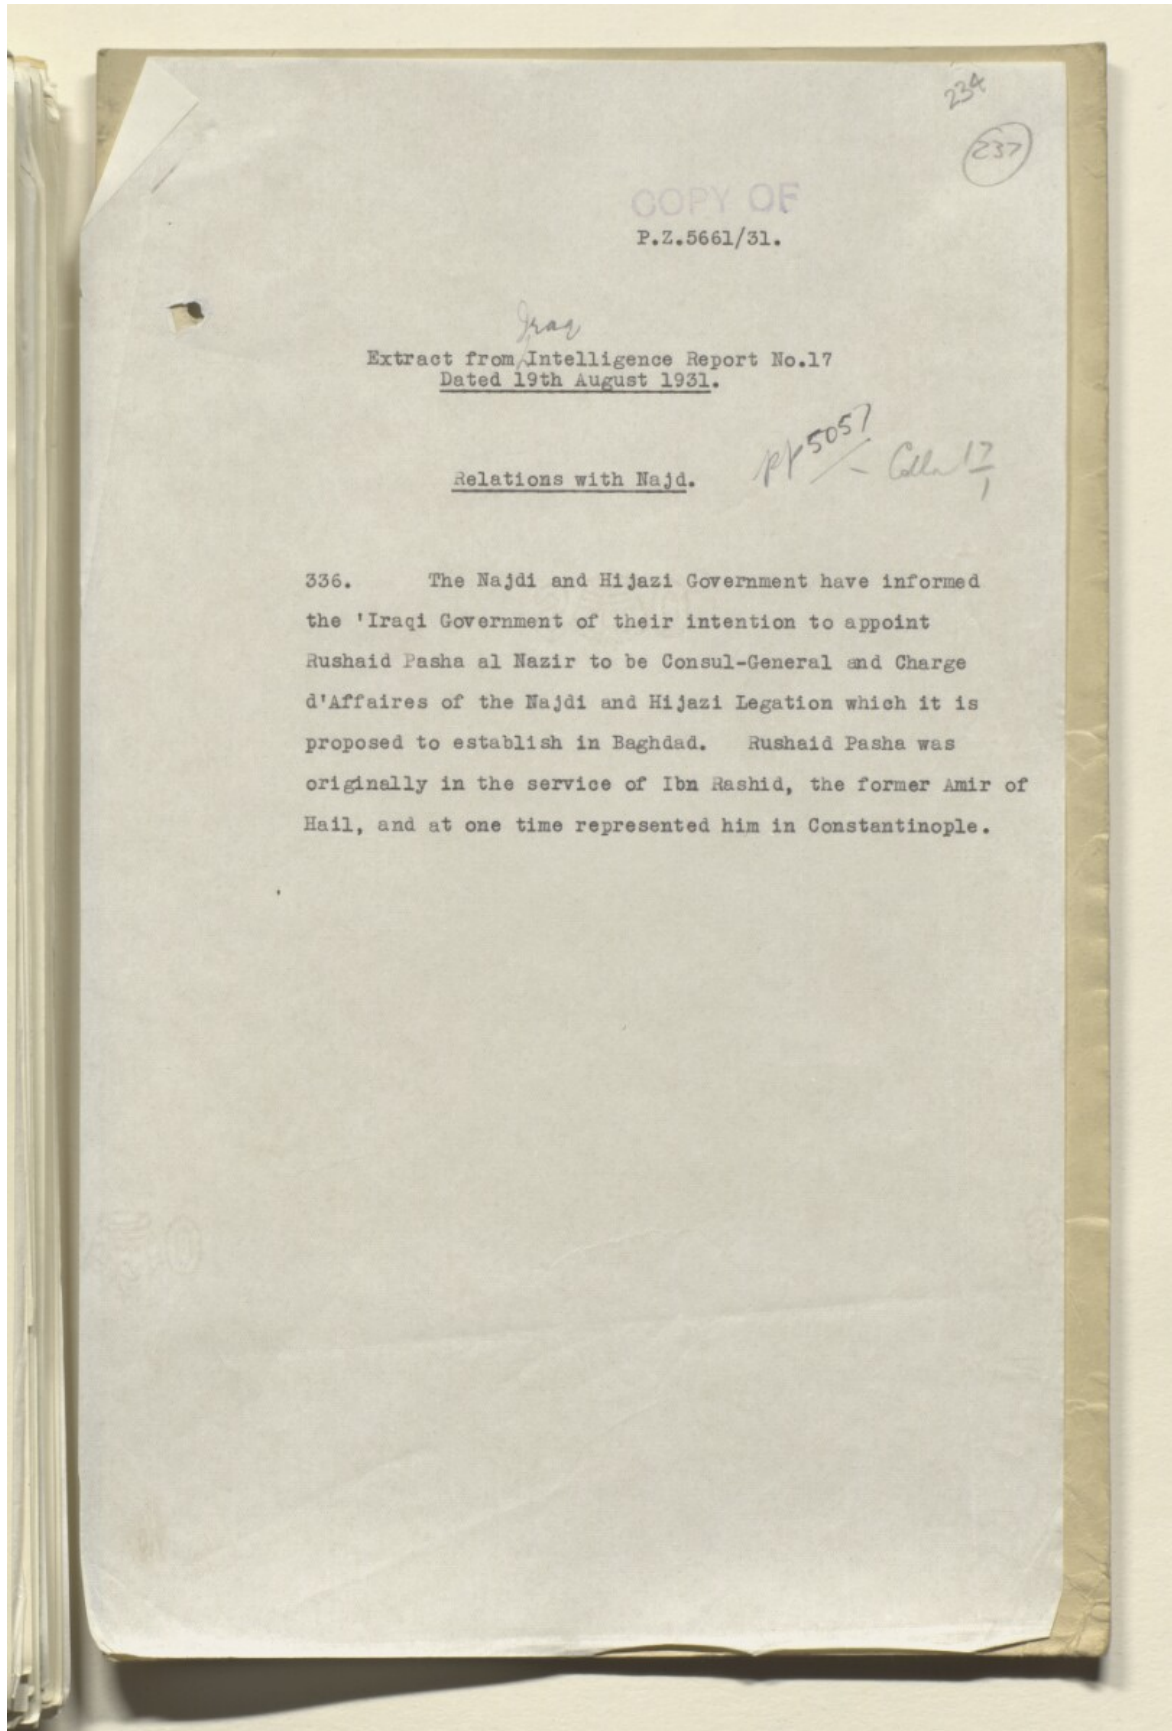 234
237
COPY OF
P.Z.5661/31.
Iraq
Extract from Intelligence Report No.17
Dated 19th August 1931.
5057
Relations with Najd.
Colln 17/1
336. The Najdi and Hijazi Government have informed
the 'Iraqi Government of their intention to appoint
Rushaid Pasha al Nazir to be Consul-General and Charge
d'Affaires of the Najdi and Hijazi Legation which it is
proposed to establish in Baghdad. Rushaid Pasha was
originally in the service of Ibn Rashid, the former Amir of
Hail, and at one time represented him in Constantinople.